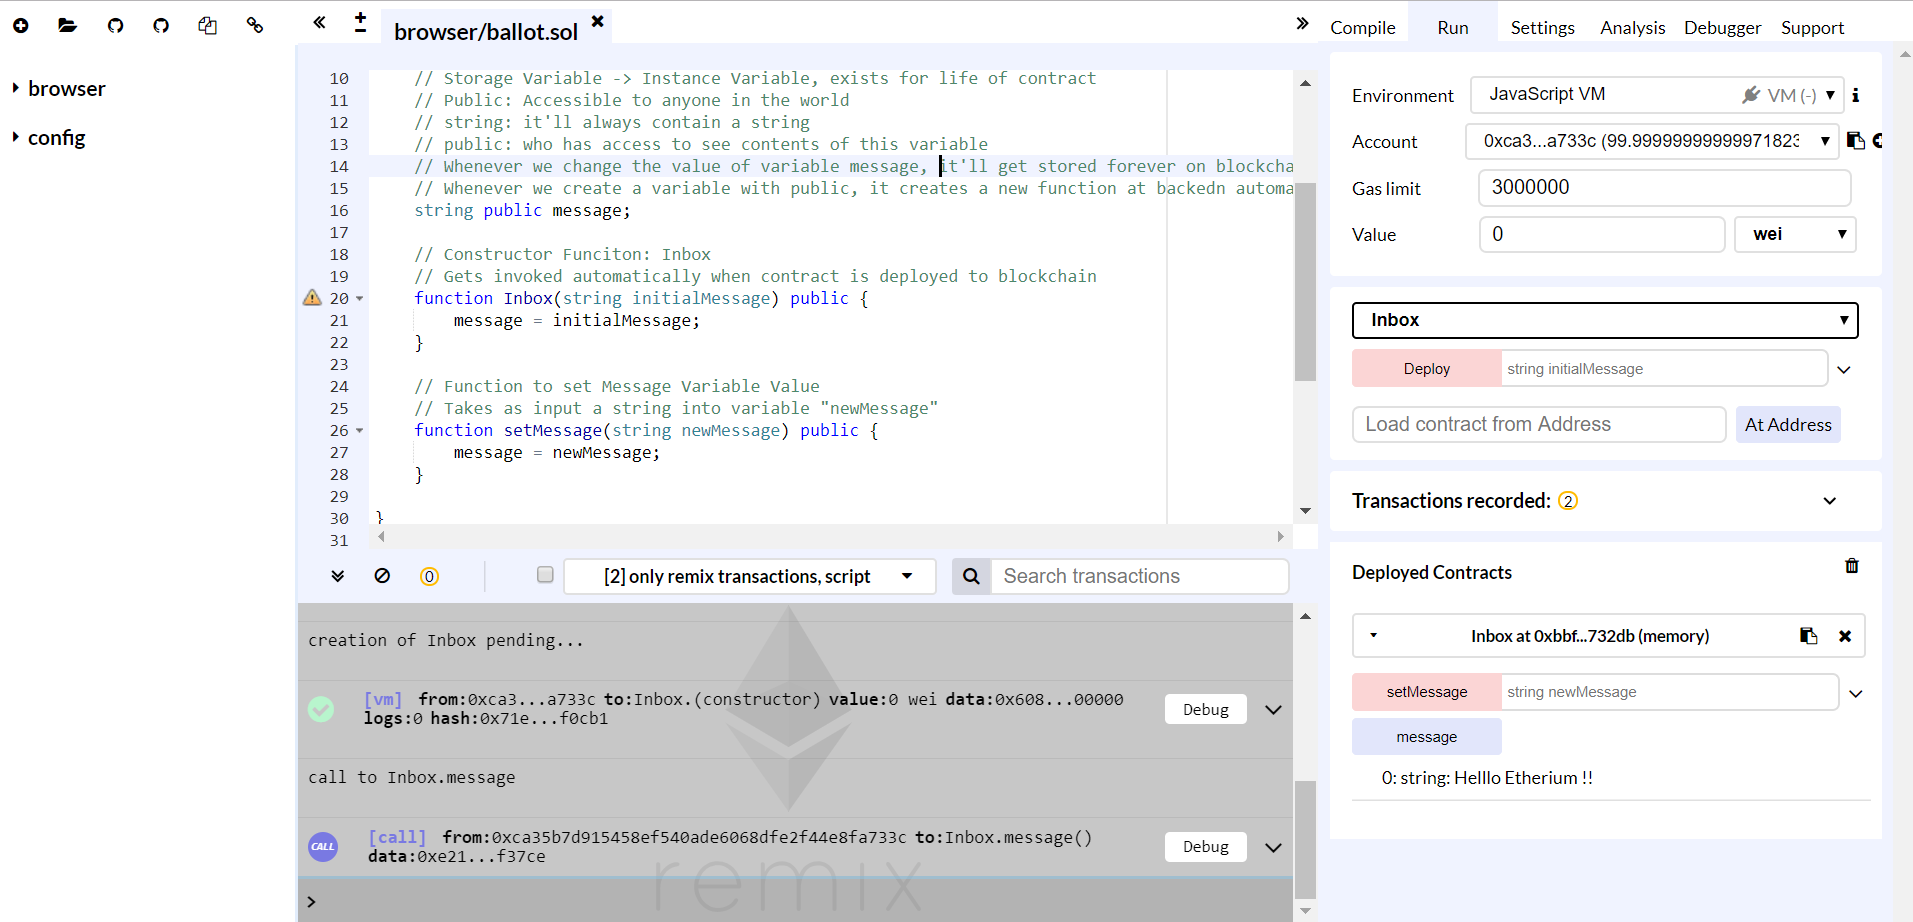 browser/ballot.sol
Compile Run Settings Analysis Debugger Support
browser
config
10 // Storage Variable -> Instance Variable, exists for life of contract
11 // Public: Accessible to anyone in the world
12 // string: it'll always contain a string
13 // public: who has access to see contents of this variable
14 // Whenever we change the value of variable message, it'll get stored forever on blockcha
15 // Whenever we create a variable with public, it creates a new function at backedn automa
16 string public message;
17
18 // Constructor Funciton: Inbox
19 // Gets invoked automatically when contract is deployed to blockchain
20 function Inbox(string initialMessage) public {
21 message = initialMessage;
22 }
23
24 // Function to set Message Variable Value
25 // Takes as input a string into variable "newMessage"
26 function setMessage(string newMessage) public {
27 message = newMessage;
28 }
29
30 }
31
0
[2] only remix transactions, script
Search transactions
creation of Inbox pending...
[vm] from:0xca3...a733c to:Inbox.(constructor) value:0 wei data:0x608...00000
logs:0 hash:0x71e...f0cb1
Debug
call to Inbox.message
CALL
[call] from:0xca35b7d915458ef540ade6068dfe2f44e8fa733c to:Inbox.message()
data:0xe21...f37ce
Debug
remix
>
Environment JavaScript VM VM (-) i
Account 0xca3...a733c (99.99999999999971823
Gas limit 3000000
Value 0 wei
Inbox
Deploy string initialMessage
Load contract from Address At Address
Transactions recorded: 2
Deployed Contracts
Inbox at 0xbbf...732db (memory)
setMessage string newMessage
message
0: string: Helllo Etherium !!